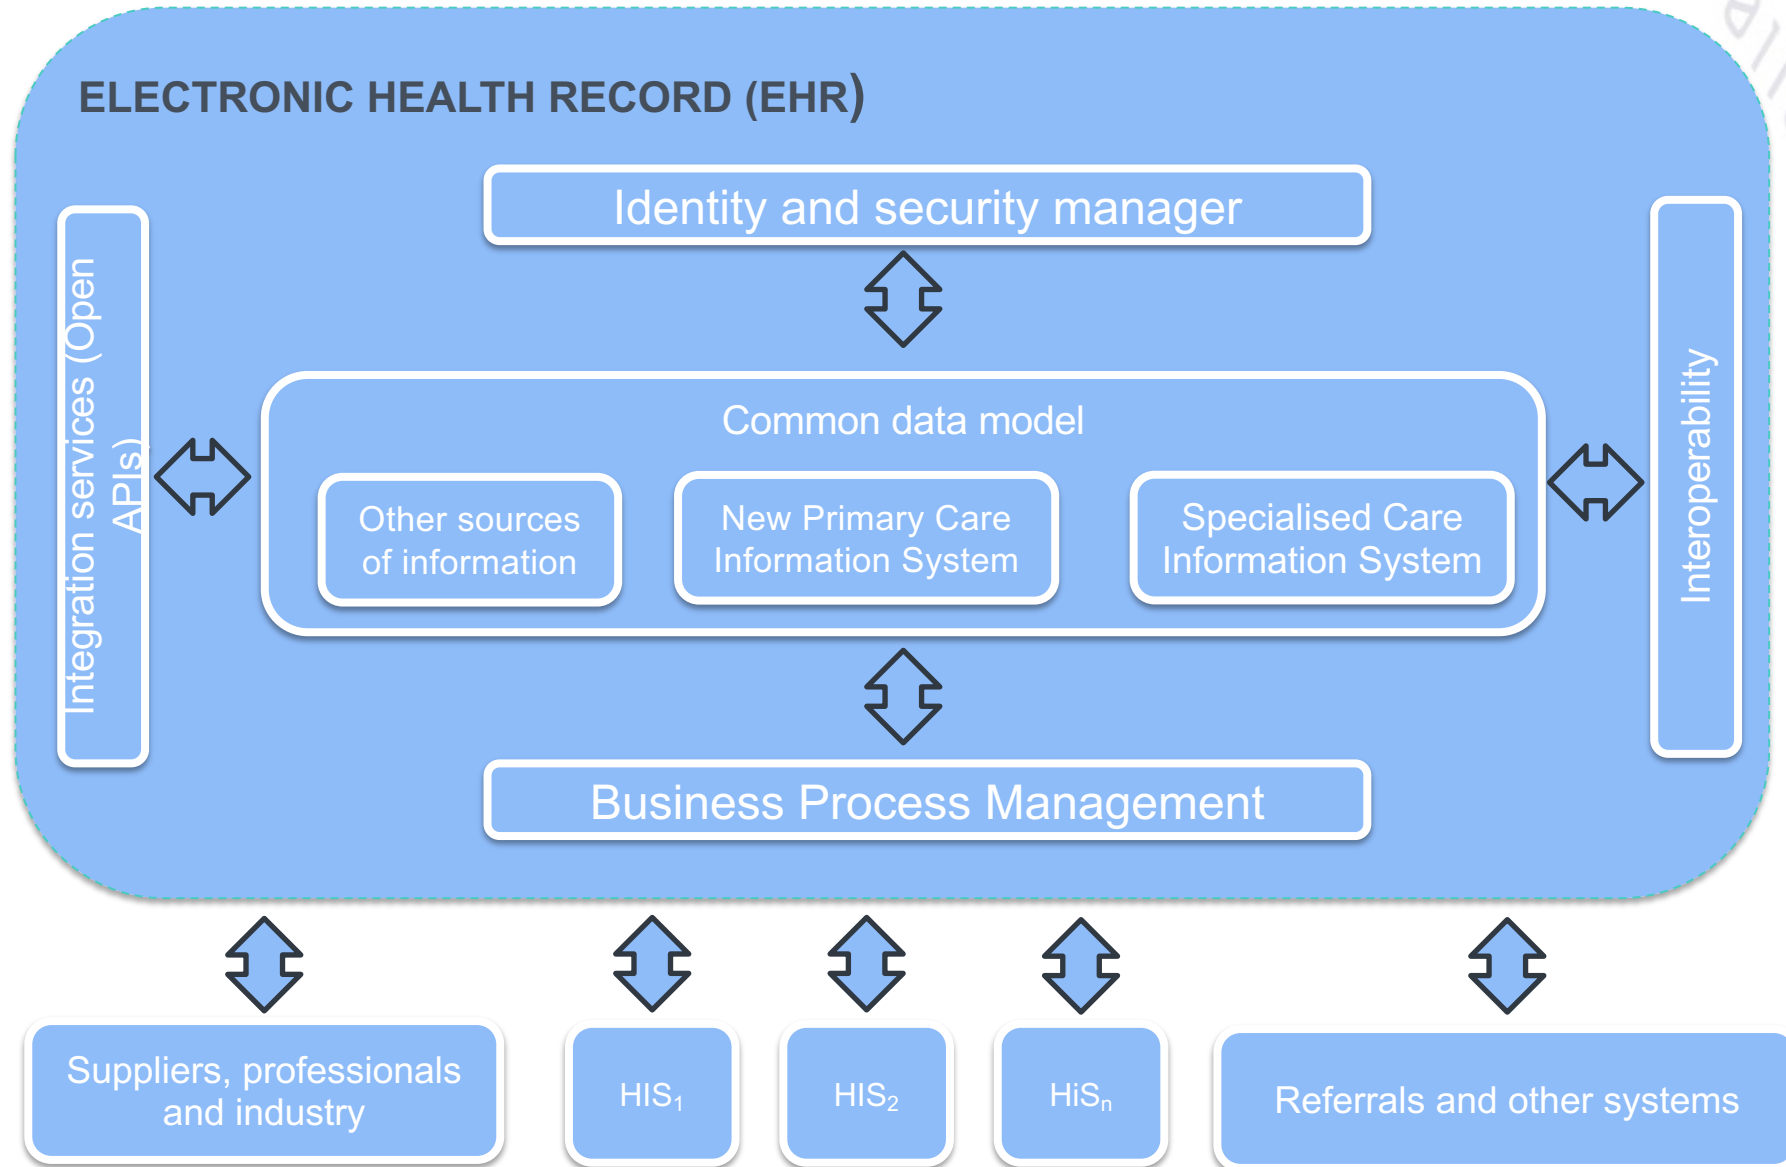 ELECTRONIC HEALTH RECORD (EHR)
Identity and security manager
Integration services (Open
APIs)
Common data model
Other sources
of information
New Primary Care
Information System
Specialised Care
Information System
Interoperability
Business Process Management
Suppliers, professionals
and industry
HIS₁
HIS₂
HiSₙ
Referrals and other systems